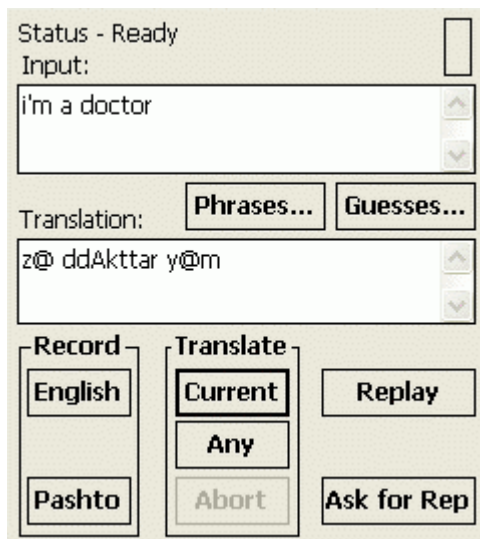 Status - Ready
Input:
i'm a doctor
Phrases... Guesses...
Translation:
z@ ddAkttar y@m
Record Translate
English Current Replay
Any
Pashto Abort Ask for Rep